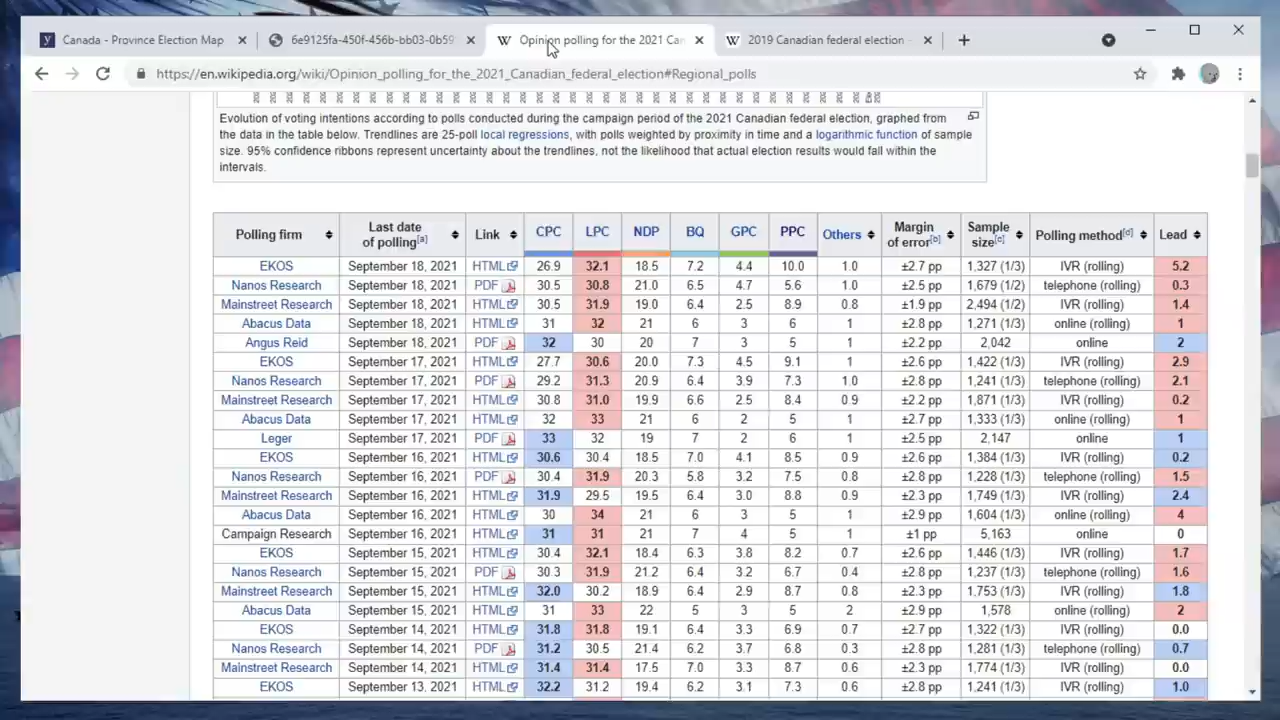 Canada - Province Election Map
6e9125fa-450f-456b-bb03-0b59
Opinion polling for the 2021 Can
2019 Canadian federal election -
https://en.wikipedia.org/wiki/Opinion_polling_for_the_2021_Canadian_federal_election#Regional_polls
Evolution of voting intentions according to polls conducted during the campaign period of the 2021 Canadian federal election, graphed from
the data in the table below. Trendlines are 25-poll local regressions, with polls weighted by proximity in time and a logarithmic function of sample
size. 95% confidence ribbons represent uncertainty about the trendlines, not the likelihood that actual election results would fall within the
intervals.
Polling firm Last date of polling[a] Link CPC LPC NDP BQ GPC PPC Others Margin of error[b] Sample size[c] Polling method[d] Lead
EKOS September 18, 2021 HTML 26.9 32.1 18.5 7.2 4.4 10.0 1.0 ±2.7 pp 1,327 (1/3) IVR (rolling) 5.2
Nanos Research September 18, 2021 PDF 30.5 30.8 21.0 6.5 4.7 5.6 1.0 ±2.5 pp 1,679 (1/2) telephone (rolling) 0.3
Mainstreet Research September 18, 2021 HTML 30.5 31.9 19.0 6.4 2.5 8.9 0.8 ±1.9 pp 2,494 (1/2) IVR (rolling) 1.4
Abacus Data September 18, 2021 HTML 31 32 21 6 3 6 1 ±2.8 pp 1,271 (1/3) online (rolling) 1
Angus Reid September 18, 2021 PDF 32 30 20 7 3 5 1 ±2.2 pp 2,042 online 2
EKOS September 17, 2021 HTML 27.7 30.6 20.0 7.3 4.5 9.1 1 ±2.6 pp 1,422 (1/3) IVR (rolling) 2.9
Nanos Research September 17, 2021 PDF 29.2 31.3 20.9 6.4 3.9 7.3 1.0 ±2.8 pp 1,241 (1/3) telephone (rolling) 2.1
Mainstreet Research September 17, 2021 HTML 30.8 31.0 19.9 6.6 2.5 8.4 0.9 ±2.2 pp 1,871 (1/3) IVR (rolling) 0.2
Abacus Data September 17, 2021 HTML 32 33 21 6 2 5 1 ±2.7 pp 1,333 (1/3) online (rolling) 1
Leger September 17, 2021 PDF 33 32 19 7 2 6 1 ±2.5 pp 2,147 online 1
EKOS September 16, 2021 HTML 30.6 30.4 18.5 7.0 4.1 8.5 0.9 ±2.6 pp 1,384 (1/3) IVR (rolling) 0.2
Nanos Research September 16, 2021 PDF 30.4 31.9 20.3 5.8 3.2 7.5 0.8 ±2.8 pp 1,228 (1/3) telephone (rolling) 1.5
Mainstreet Research September 16, 2021 HTML 31.9 29.5 19.5 6.4 3.0 8.8 0.9 ±2.3 pp 1,749 (1/3) IVR (rolling) 2.4
Abacus Data September 16, 2021 HTML 30 34 21 6 3 5 1 ±2.9 pp 1,604 (1/3) online (rolling) 4
Campaign Research September 16, 2021 HTML 31 31 21 7 4 5 1 ±1 pp 5,163 online 0
EKOS September 15, 2021 HTML 30.4 32.1 18.4 6.3 3.8 8.2 0.7 ±2.6 pp 1,446 (1/3) IVR (rolling) 1.7
Nanos Research September 15, 2021 PDF 30.3 31.9 21.2 6.4 3.2 6.7 0.4 ±2.8 pp 1,237 (1/3) telephone (rolling) 1.6
Mainstreet Research September 15, 2021 HTML 32.0 30.2 18.9 6.4 2.9 8.7 0.8 ±2.3 pp 1,753 (1/3) IVR (rolling) 1.8
Abacus Data September 15, 2021 HTML 31 33 22 5 3 5 2 ±2.9 pp 1,578 online (rolling) 2
EKOS September 14, 2021 HTML 31.8 31.8 19.1 6.4 3.3 6.9 0.7 ±2.7 pp 1,322 (1/3) IVR (rolling) 0.0
Nanos Research September 14, 2021 PDF 31.2 30.5 21.4 6.2 3.7 6.8 0.3 ±2.8 pp 1,281 (1/3) telephone (rolling) 0.7
Mainstreet Research September 14, 2021 HTML 31.4 31.4 17.5 7.0 3.3 8.7 0.6 ±2.3 pp 1,774 (1/3) IVR (rolling) 0.0
EKOS September 13, 2021 HTML 32.2 31.2 19.4 6.2 3.1 7.3 0.6 ±2.8 pp 1,241 (1/3) IVR (rolling) 1.0